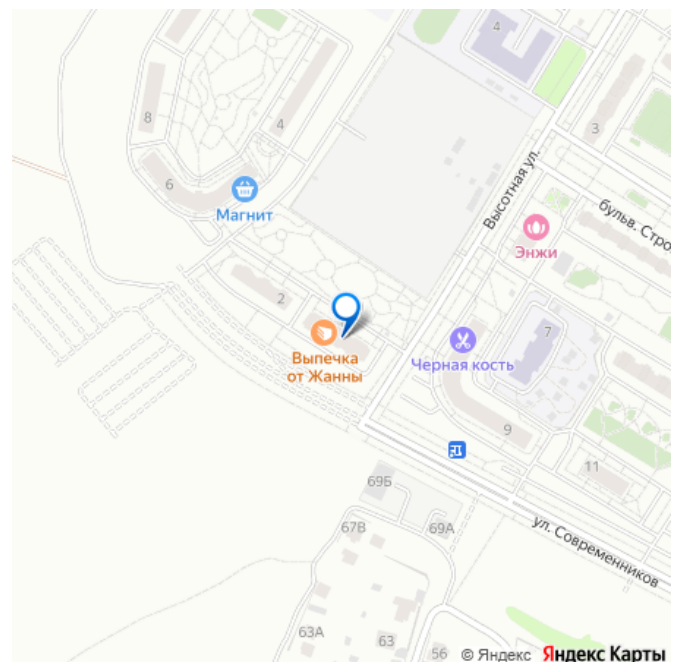 4
8
4
3
6
Магнит
Высотная ул.
бульв. Стро
Энжи
2
7
Выпечка
от Жанны
Черная кость
9
11
69Б
67В
69А
ул. Современников
63А
63
56
© Яндекс Яндекс Карты